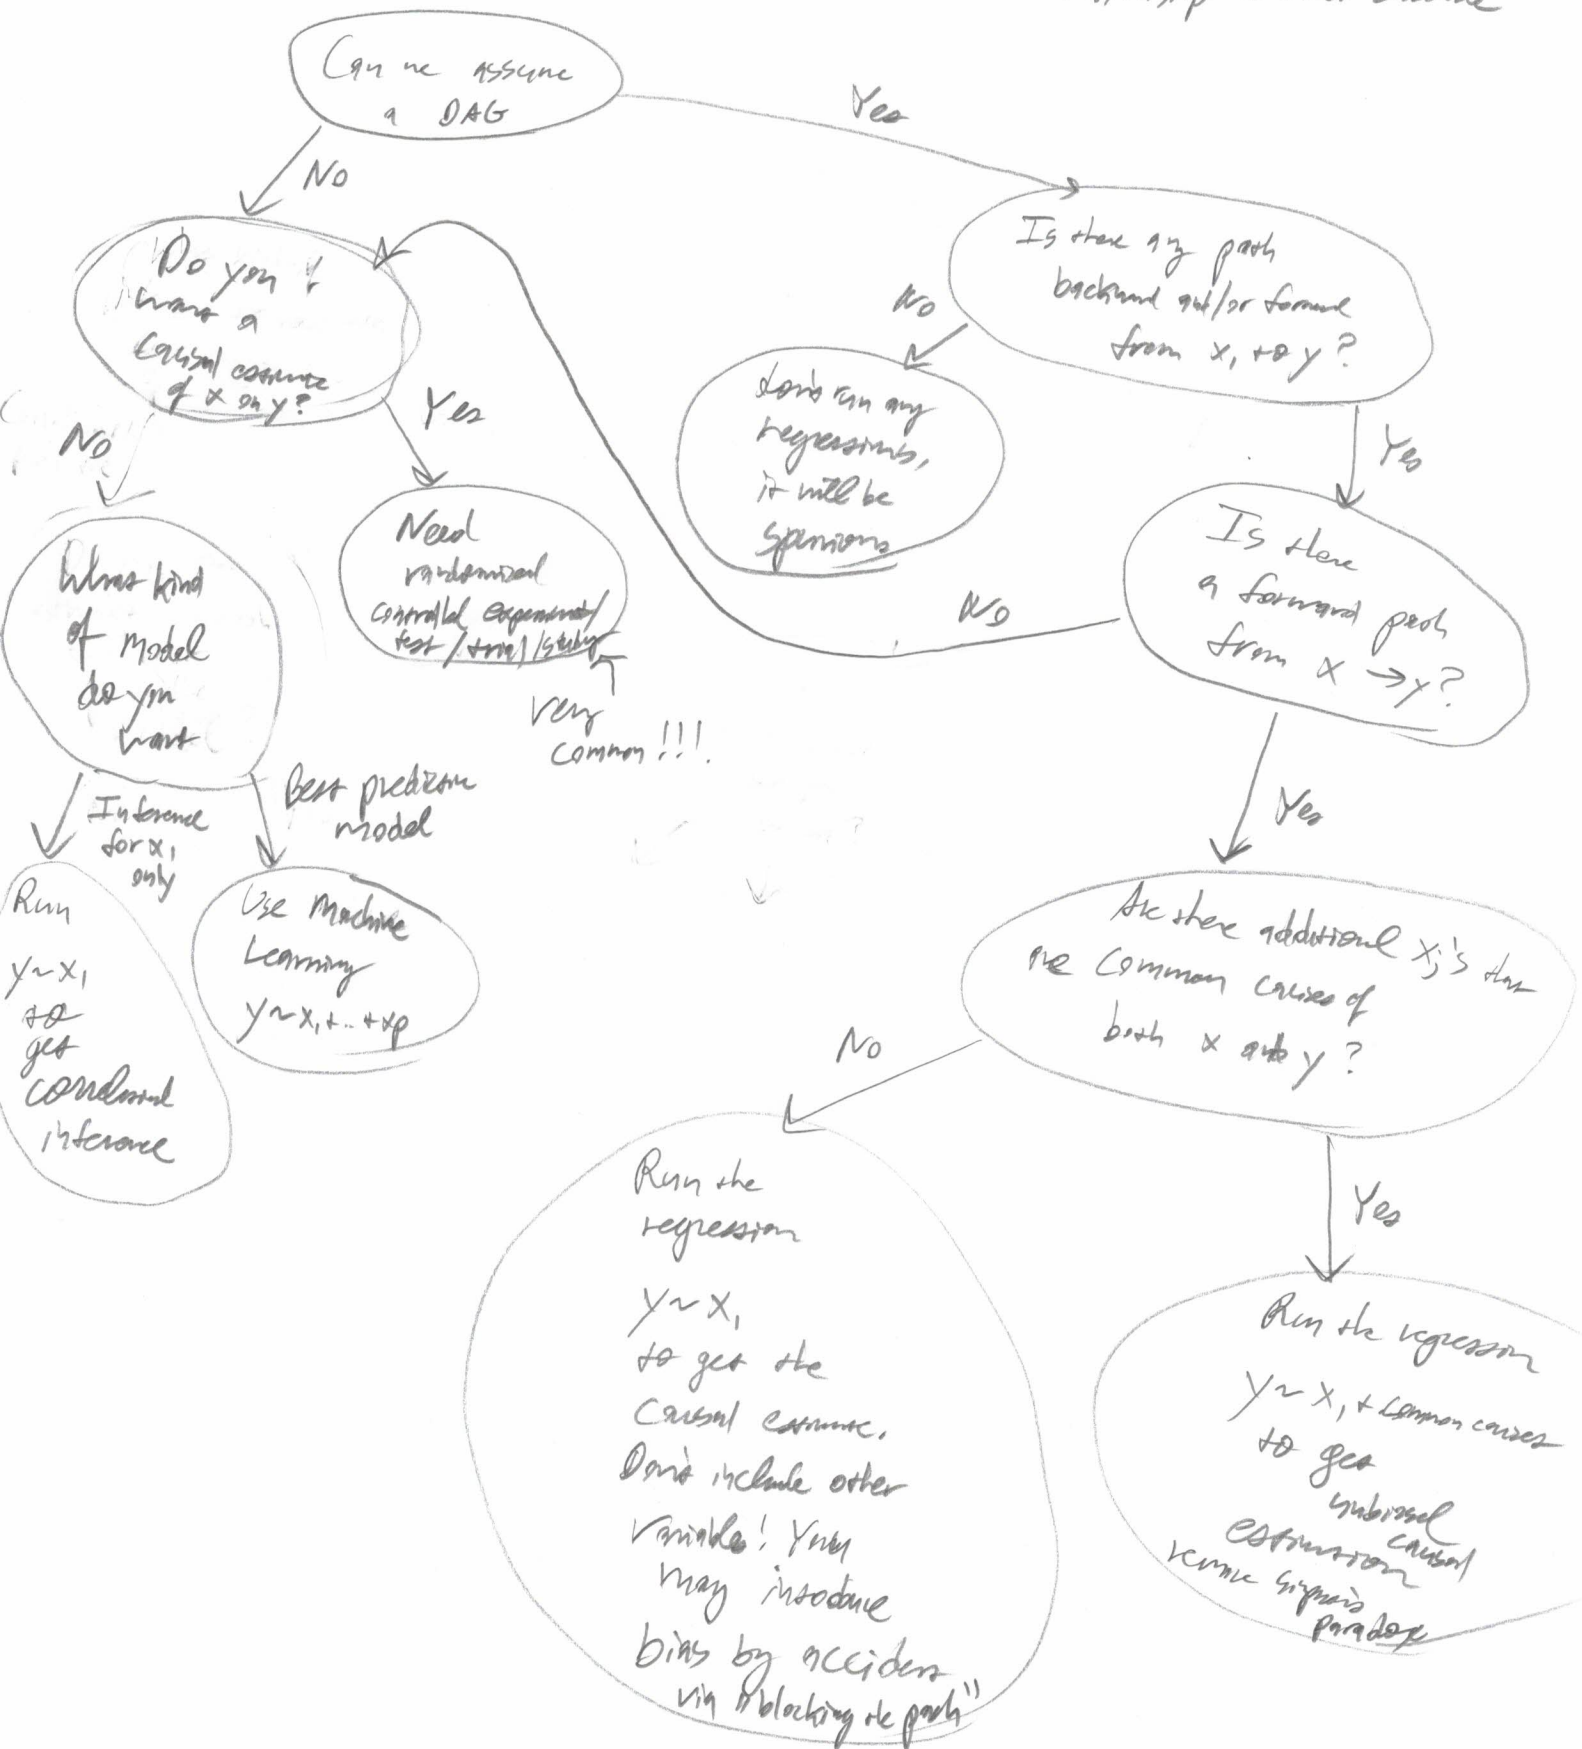 Can we assume
a DAG
Yes
No
Do you
want a
causal estimate
of x on y?
Is there any path
backward and/or forward
from x₁ to y?
No
Don't run any
regressions,
it will be
spurious
Yes
No
Yes
Need
randomized
controlled experiment/
test/trial/study
very
common!!!
No
Is there
a forward path
from x → y?
What kind
of model
do you
want
Inference
for x₁
only
Best predictive
model
Yes
Run
y~x₁
to
get
correlational
inference
Use Machine
Learning
y~x₁+..+xp
Are there additional xj's that
are common causes of
both x and y?
No
Yes
Run the
regression
y~x₁
to get the
causal estimate.
Don't include other
variables! You
may introduce
bias by accident
via "blocking the path"
Run the regression
y~x₁ + common causes
to get
unbiased
causal
estimation
remove Simpson's
paradox